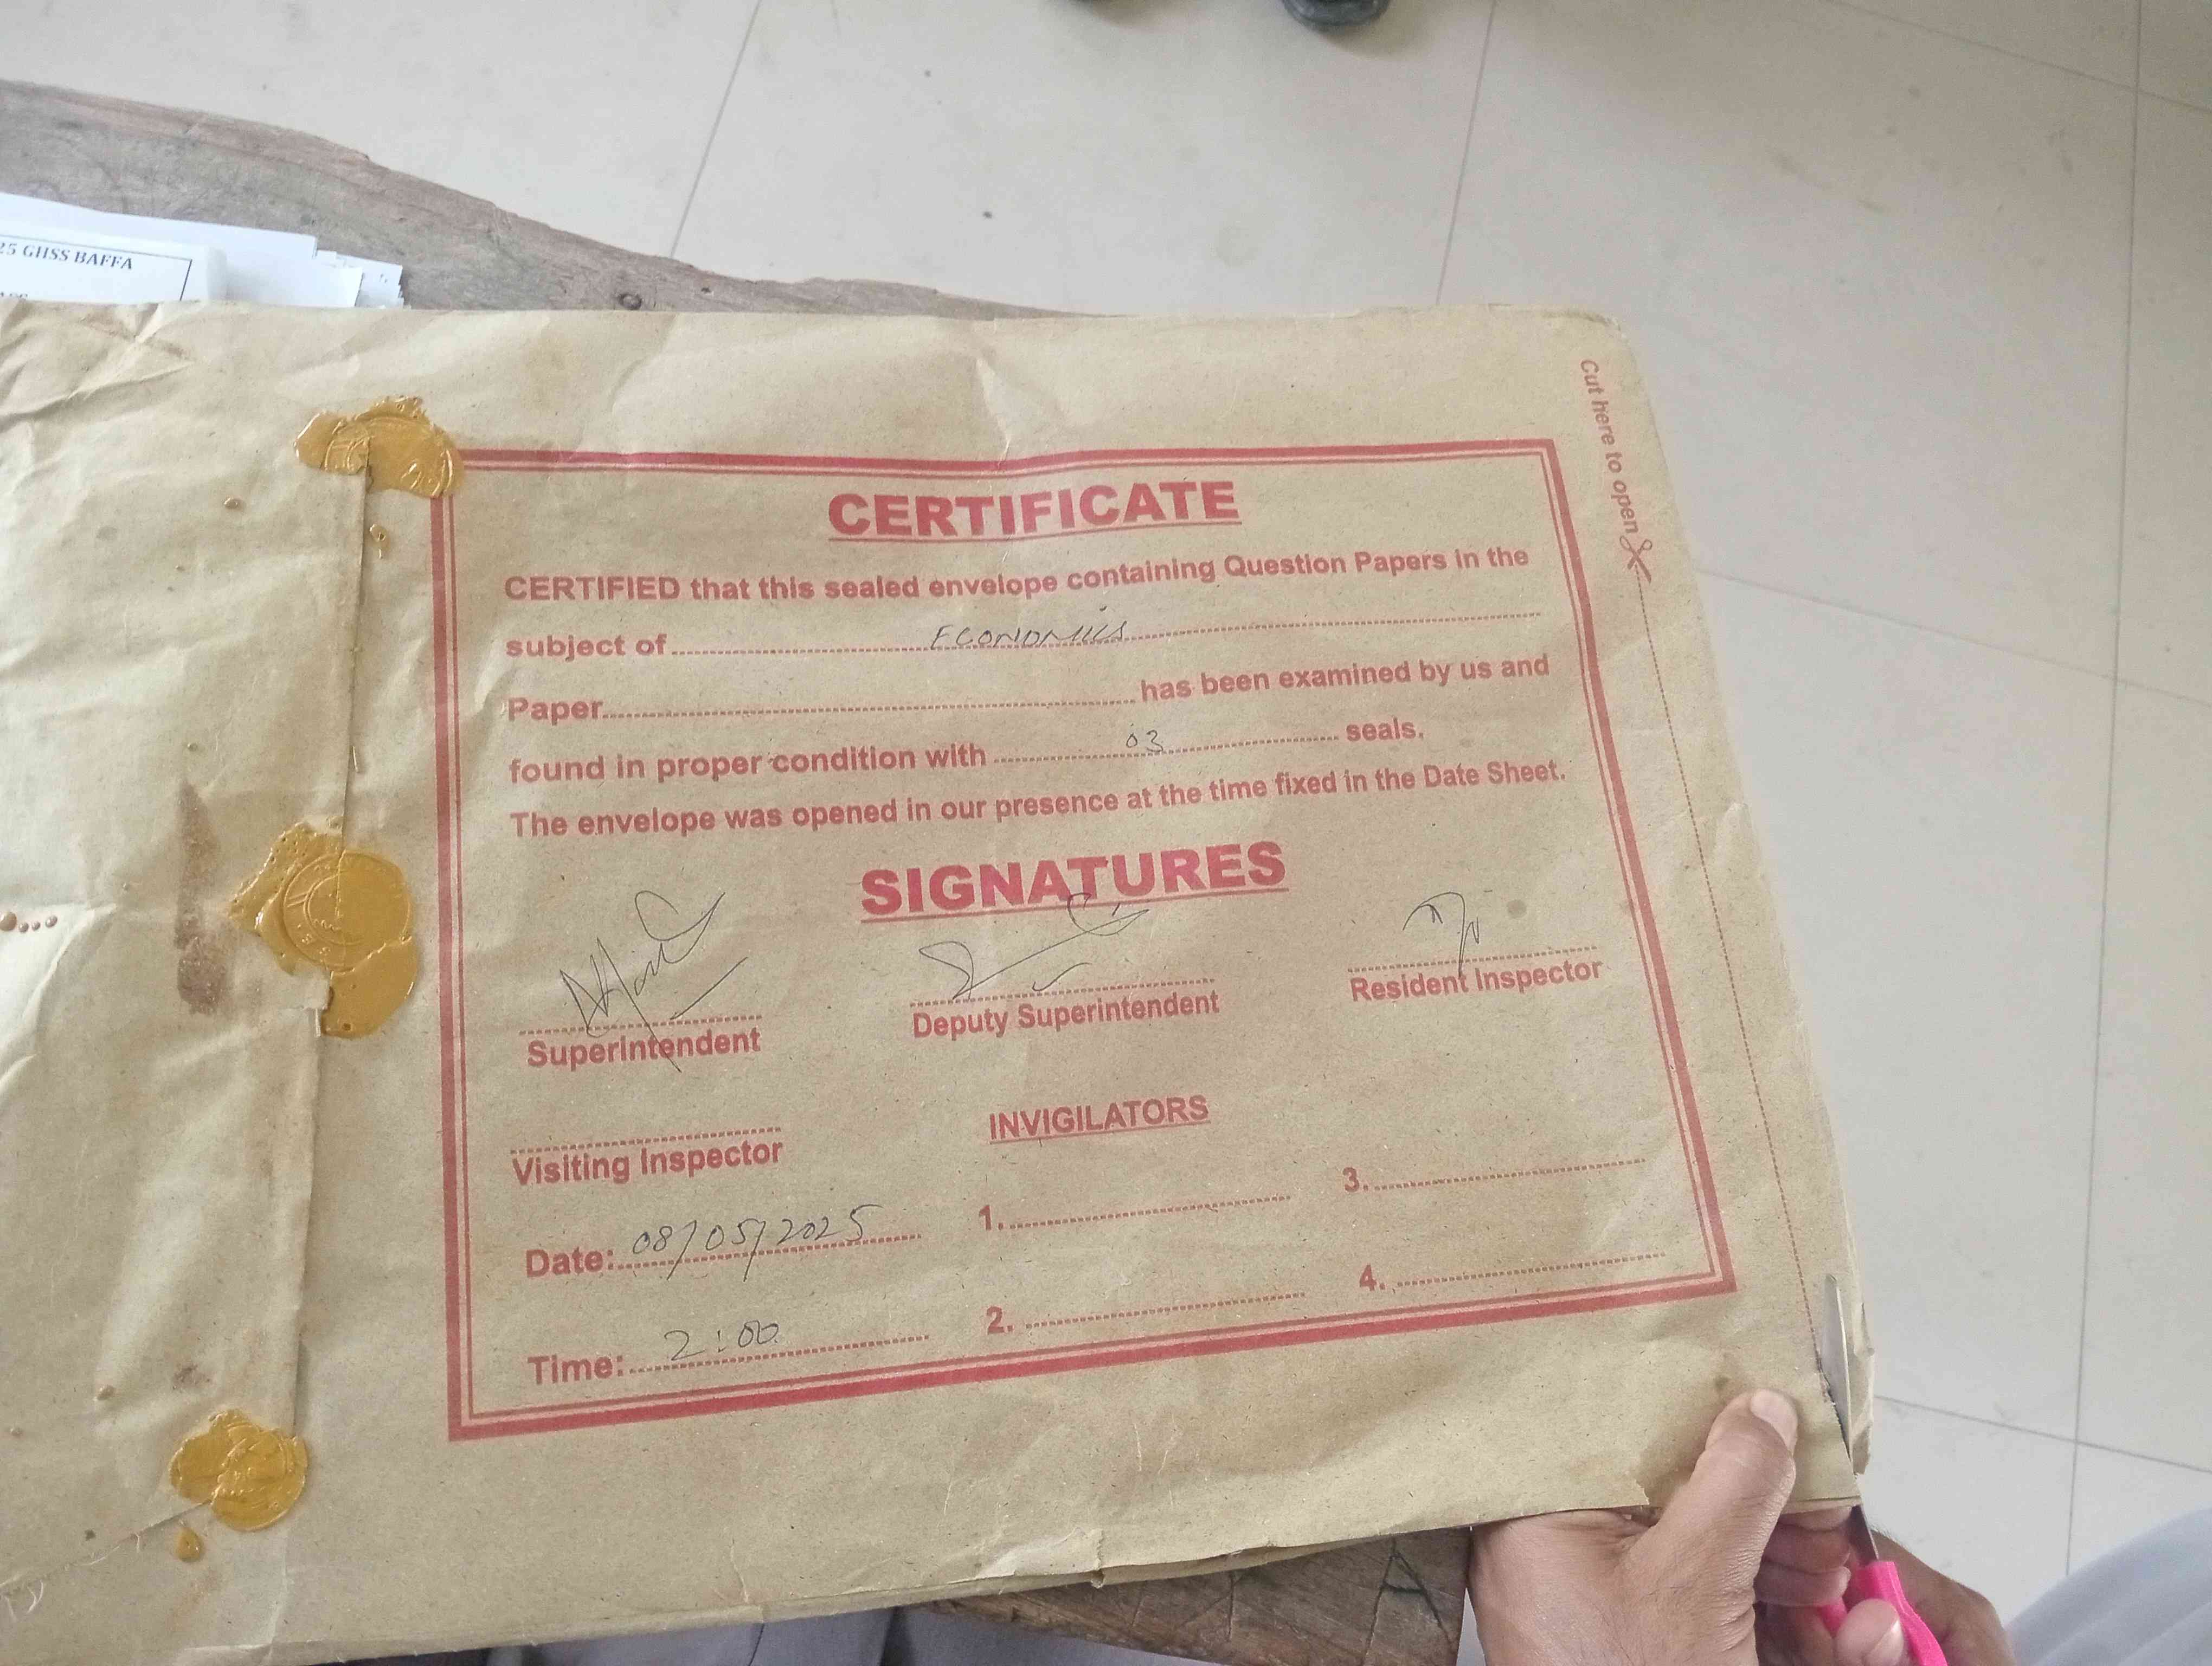 25 GHSS BAFFA
Cut here to open
CERTIFICATE
CERTIFIED that this sealed envelope containing Question Papers in the
subject of ECONOMICS
Paper has been examined by us and
found in proper condition with 03 seals.
The envelope was opened in our presence at the time fixed in the Date Sheet.
SIGNATURES
Superintendent Deputy Superintendent Resident Inspector
Visiting Inspector INVIGILATORS
Date: 08/05/2025 1. 3.
Time: 2:00 2. 4.